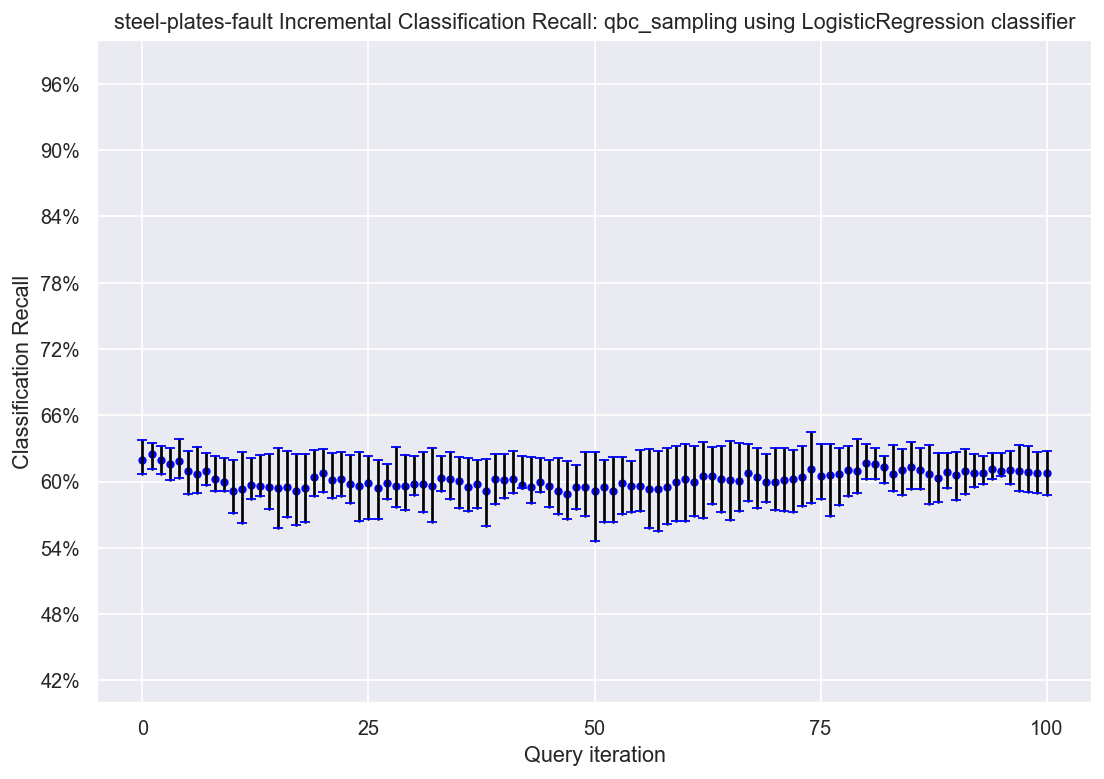 steel-plates-fault Incremental Classification Recall: qbc_sampling using LogisticRegression classifier
96%
90%
84%
78%
72%
66%
60%
54%
48%
42%
Classification Recall
0 25 50 75 100
Query iteration